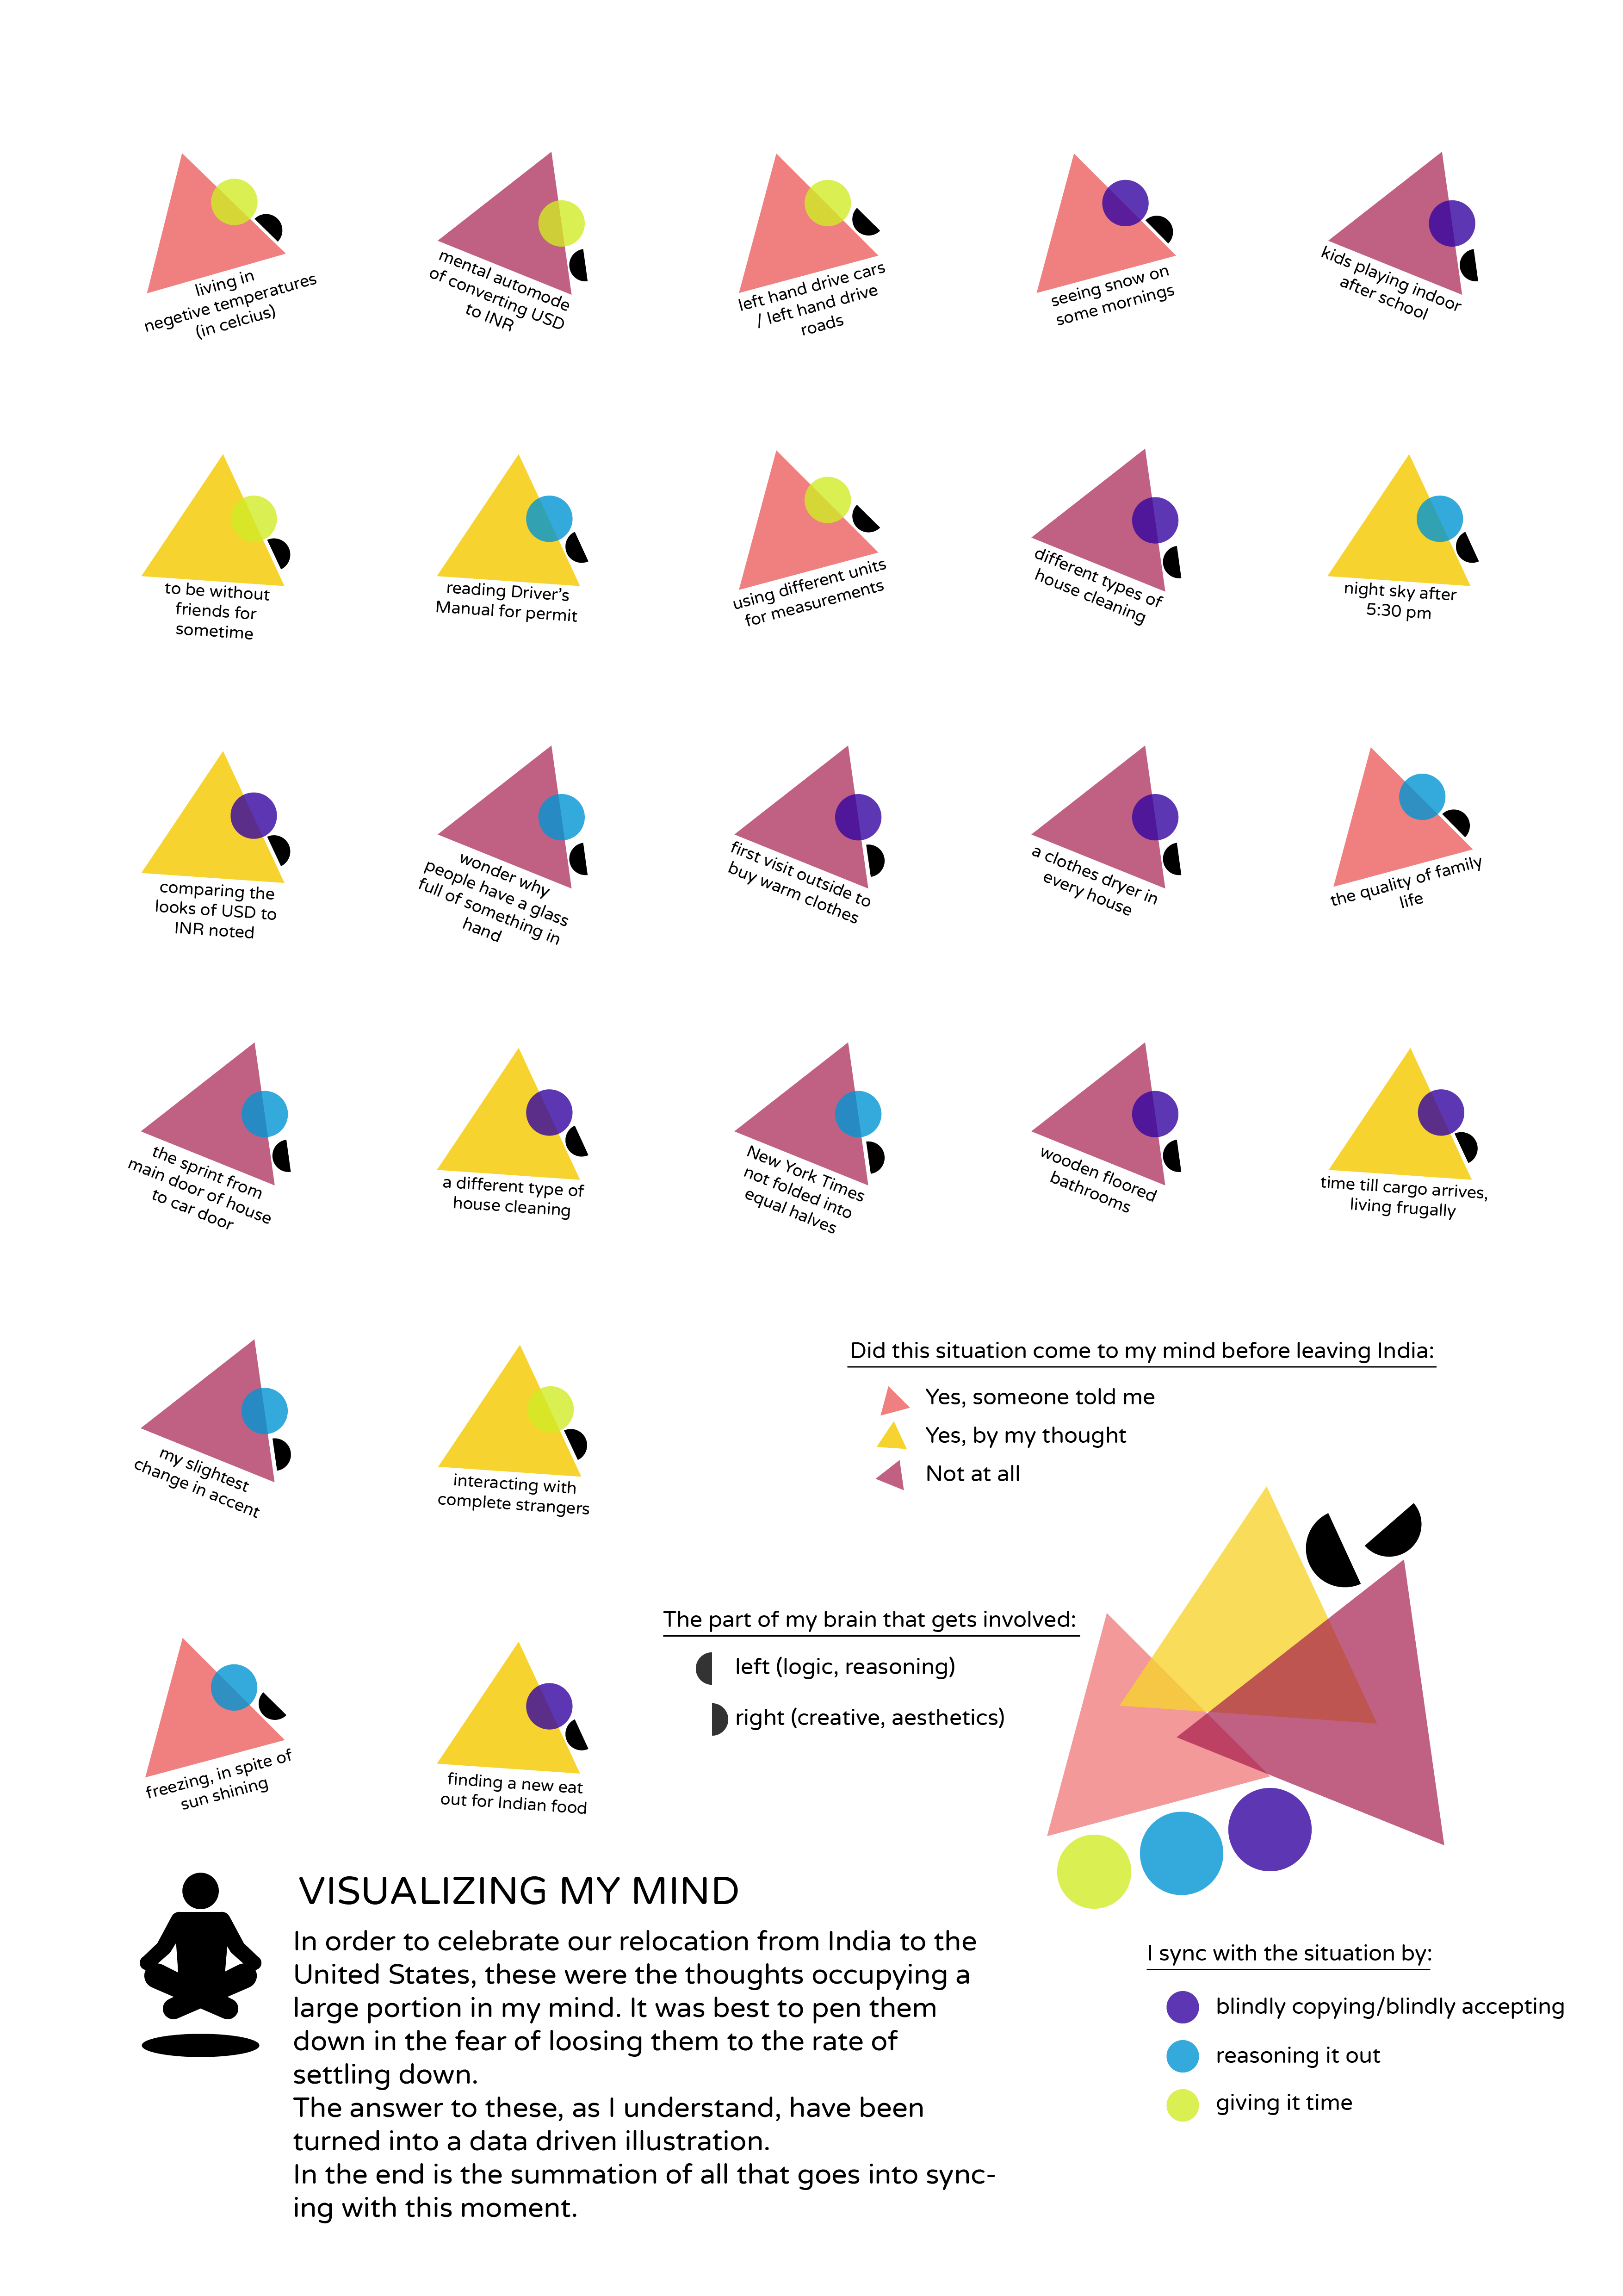 living in
negetive temperatures
(in celcius)
mental automode
of converting USD
to INR
left hand drive cars
/ left hand drive
roads
seeing snow on
some mornings
kids playing indoor
after school
to be without
friends for
sometime
reading Driver's
Manual for permit
using different units
for measurements
different types of
house cleaning
night sky after
5:30 pm
comparing the
looks of USD to
INR noted
wonder why
people have a glass
full of something in
hand
first visit outside to
buy warm clothes
a clothes dryer in
every house
the quality of family
life
the sprint from
main door of house
to car door
a different type of
house cleaning
New York Times
not folded into
equal halves
wooden floored
bathrooms
time till cargo arrives,
living frugally
my slightest
change in accent
interacting with
complete strangers
Did this situation come to my mind before leaving India:
Yes, someone told me
Yes, by my thought
Not at all
The part of my brain that gets involved:
left (logic, reasoning)
right (creative, aesthetics)
freezing, in spite of
sun shining
finding a new eat
out for Indian food
VISUALIZING MY MIND
In order to celebrate our relocation from India to the
United States, these were the thoughts occupying a
large portion in my mind. It was best to pen them
down in the fear of loosing them to the rate of
settling down.
The answer to these, as I understand, have been
turned into a data driven illustration.
In the end is the summation of all that goes into sync-
ing with this moment.
I sync with the situation by:
blindly copying/blindly accepting
reasoning it out
giving it time